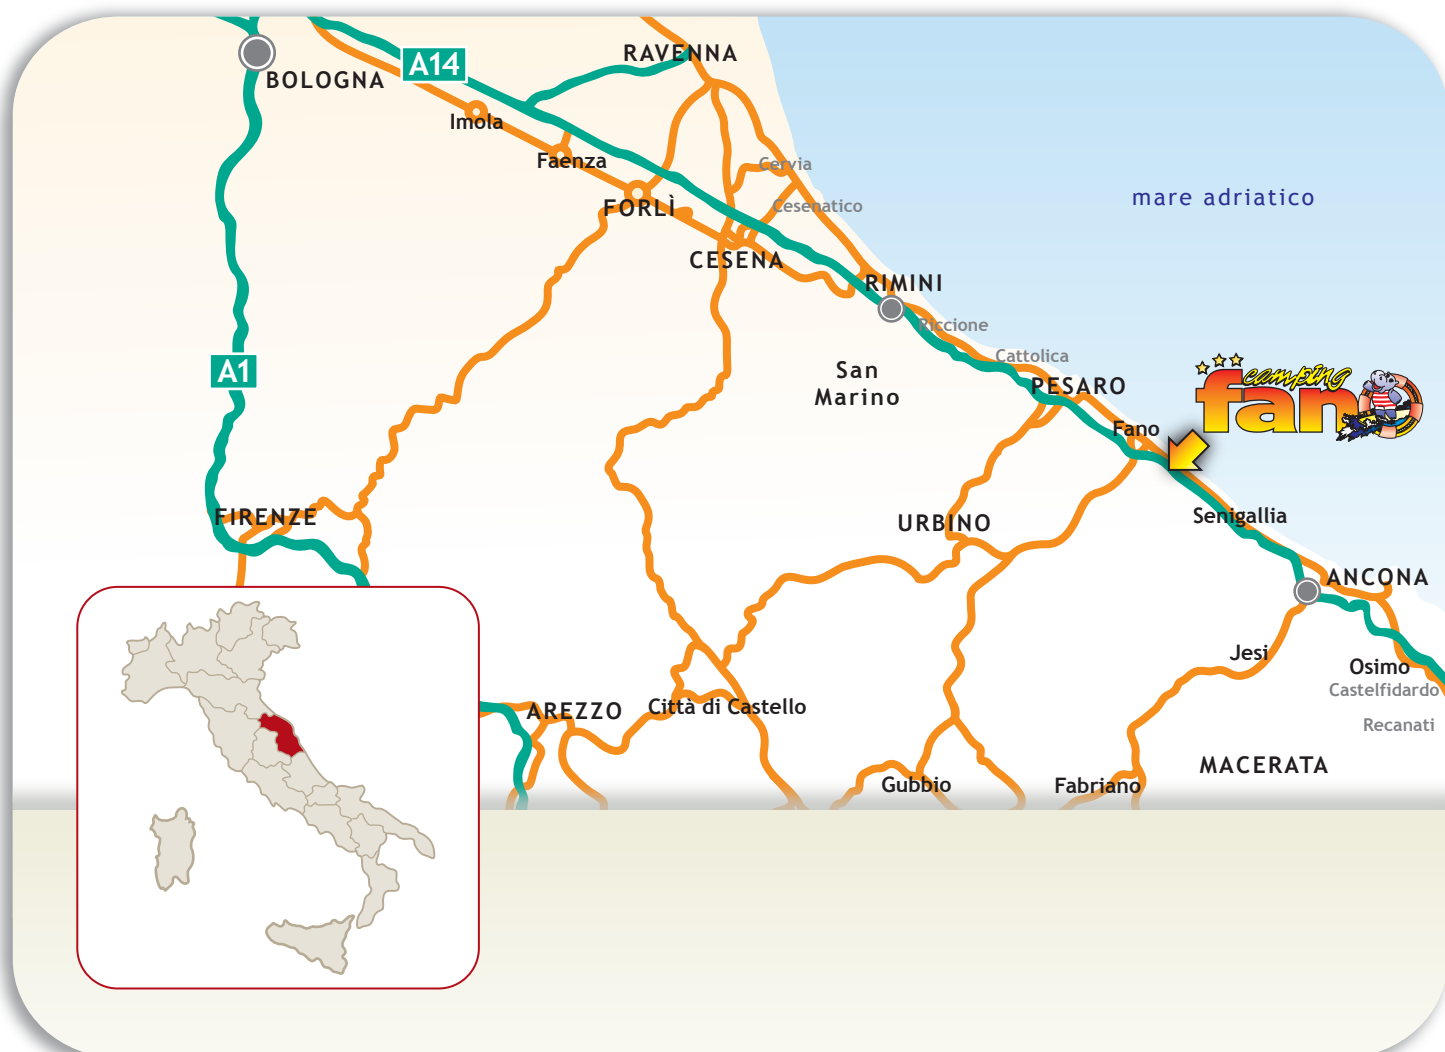 RAVENNA
A14
BOLOGNA
Imola
Faenza
Cervia
mare adriatico
Cesenatico
FORLÌ
CESENA
RIMINI
Riccione
Cattolica
A1
San
Marino
PESARO
camping
fano
Fano
FIRENZE
URBINO
Senigallia
ANCONA
Jesi
Osimo
Castelfidardo
AREZZO
Città di Castello
Recanati
MACERATA
Gubbio
Fabriano